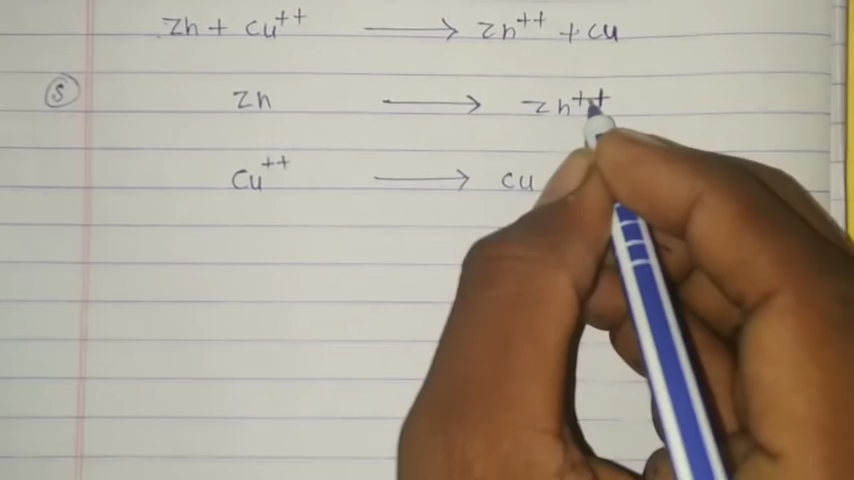 Zn + Cu++ ⟶ Zn++ + Cu
(S) Zn ⟶ Zn++
Cu++ ⟶ Cu